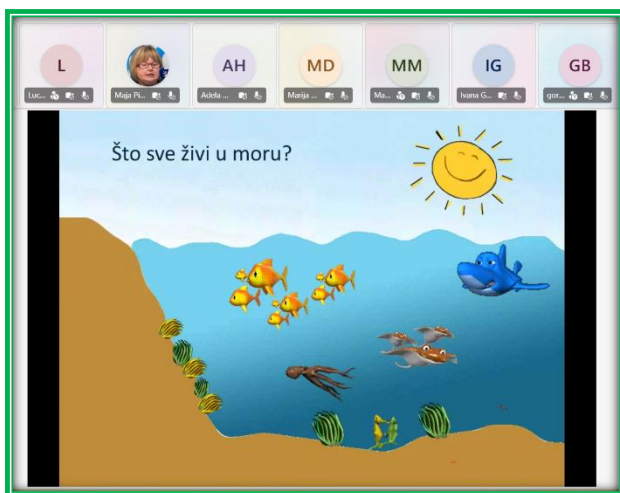 L
AH
MD
MM
IG
GB
Luc...
Maja Pi...
Adela ...
Marija ...
Ma...
Ivana G...
gor...
Što sve živi u moru?